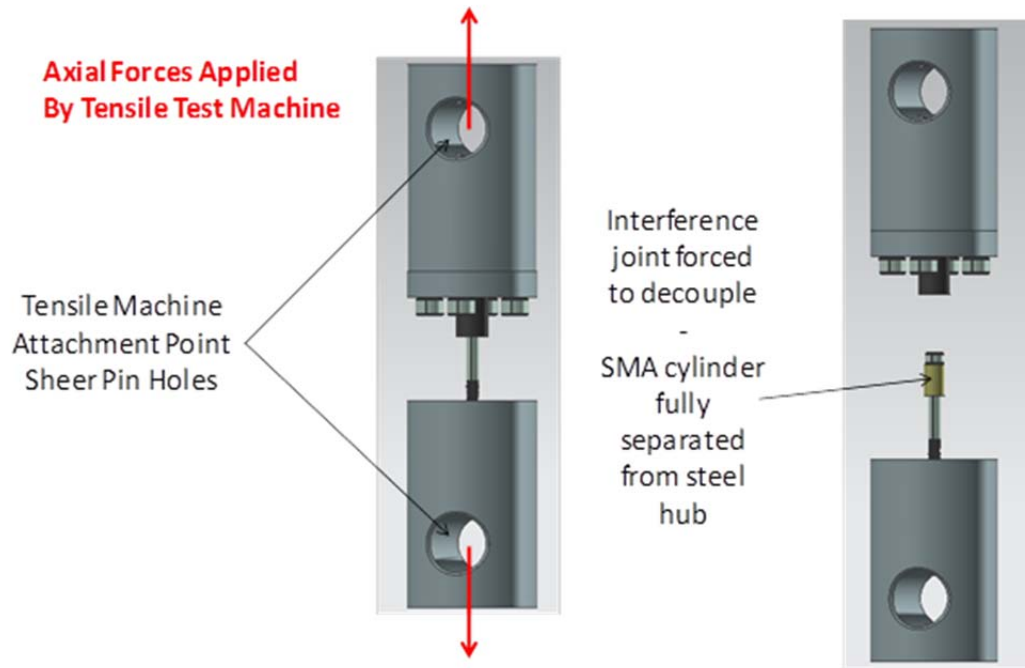 Axial Forces Applied
By Tensile Test Machine
Tensile Machine
Attachment Point
Sheer Pin Holes
Interference
joint forced
to decouple
-
SMA cylinder
fully
separated
from steel
hub